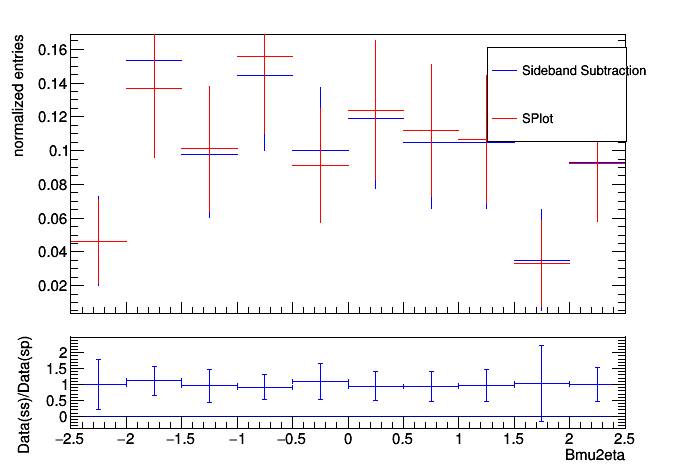 normalized entries
0.16
0.14
0.12
0.1
0.08
0.06
0.04
0.02
Sideband Subtraction
SPlot
Data(ss)/Data(sp)
2
1.5
1
0.5
0
−2.5 −2 −1.5 −1 −0.5 0 0.5 1 1.5 2 2.5
Bmu2eta